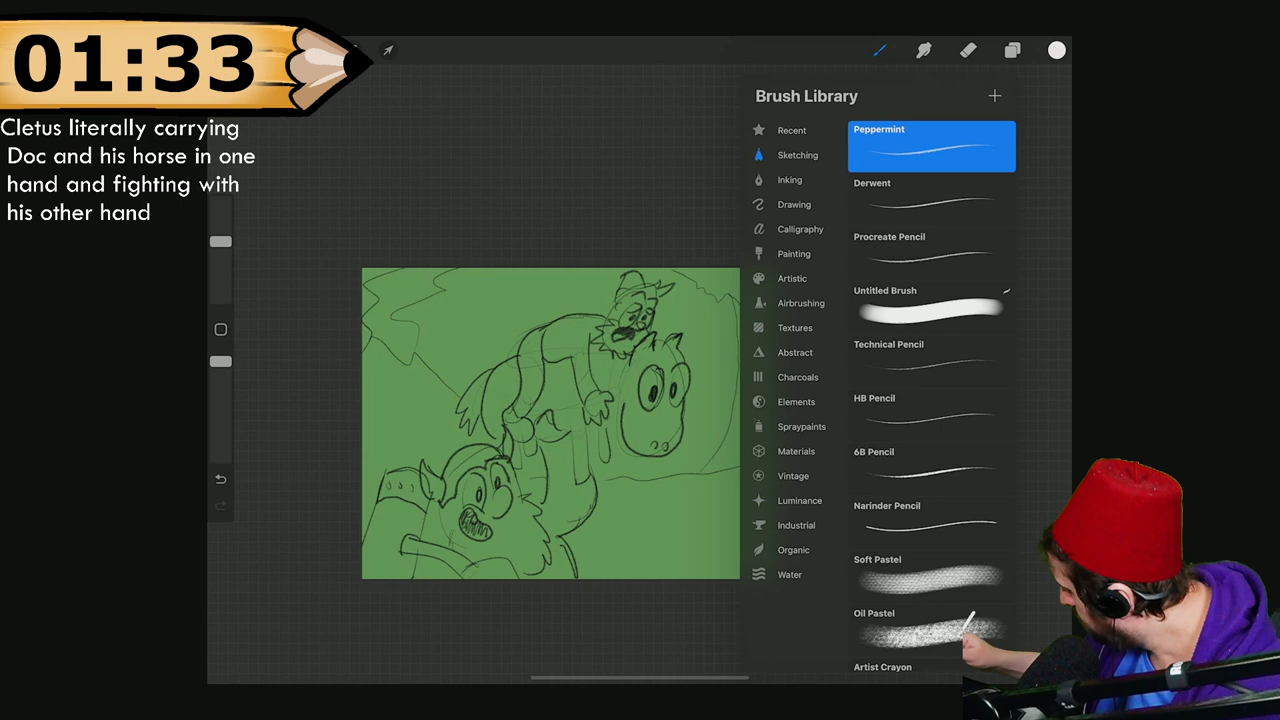 01:33
Cletus literally carrying
Doc and his horse in one
hand and fighting with
his other hand
Brush Library
Recent
Sketching
Inking
Drawing
Calligraphy
Painting
Artistic
Airbrushing
Textures
Abstract
Charcoals
Elements
Spraypaints
Materials
Vintage
Luminance
Industrial
Organic
Water
Peppermint
Derwent
Procreate Pencil
Untitled Brush
Technical Pencil
HB Pencil
6B Pencil
Narinder Pencil
Soft Pastel
Oil Pastel
Artist Crayon